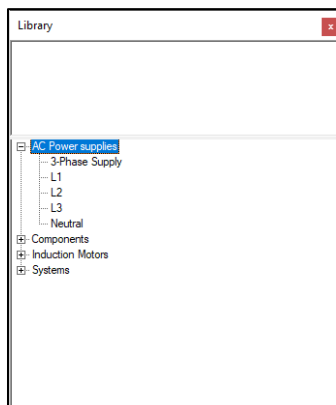 Library
x
AC Power supplies
3-Phase Supply
L1
L2
L3
Neutral
Components
Induction Motors
Systems